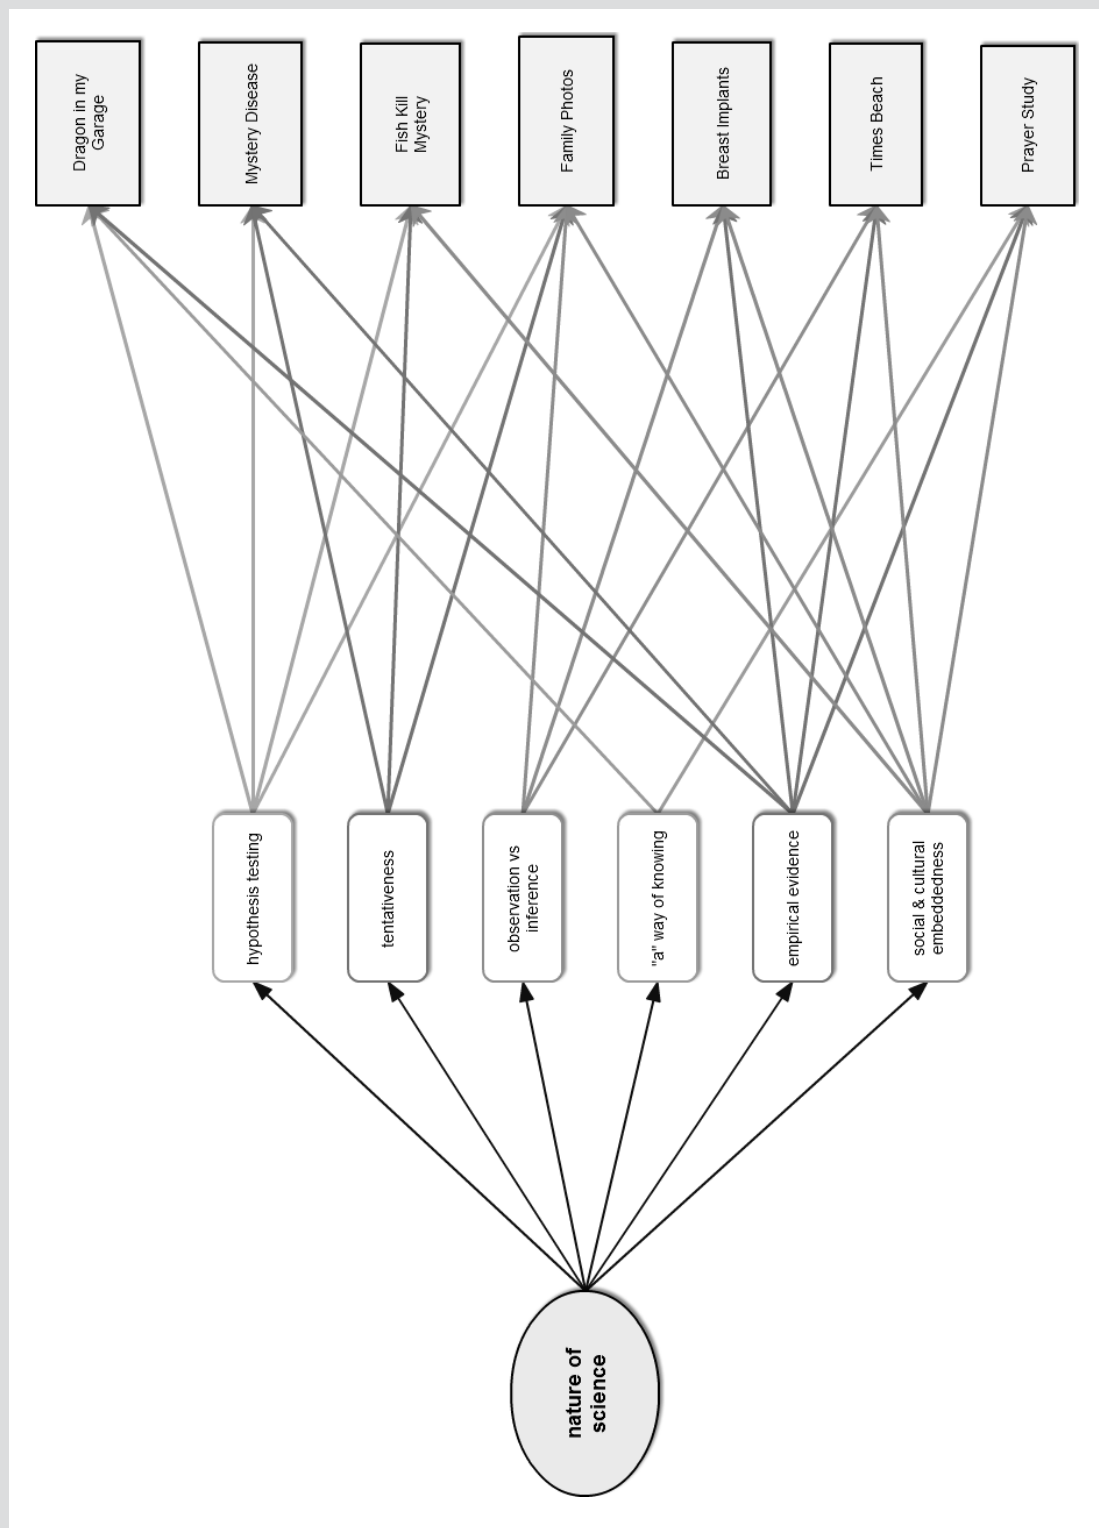 Dragon in my
Garage
Mystery Disease
Fish Kill
Mystery
Family Photos
Breast Implants
Times Beach
Prayer Study
hypothesis testing
tentativeness
observation vs
inference
"a" way of knowing
empirical evidence
social & cultural
embeddedness
nature of
science